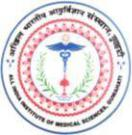 अखिल भारतीय आयुर्विज्ञान संस्थान, गुवाहाटी
ALL INDIA INSTITUTE OF MEDICAL SCIENCES, GUWAHATI